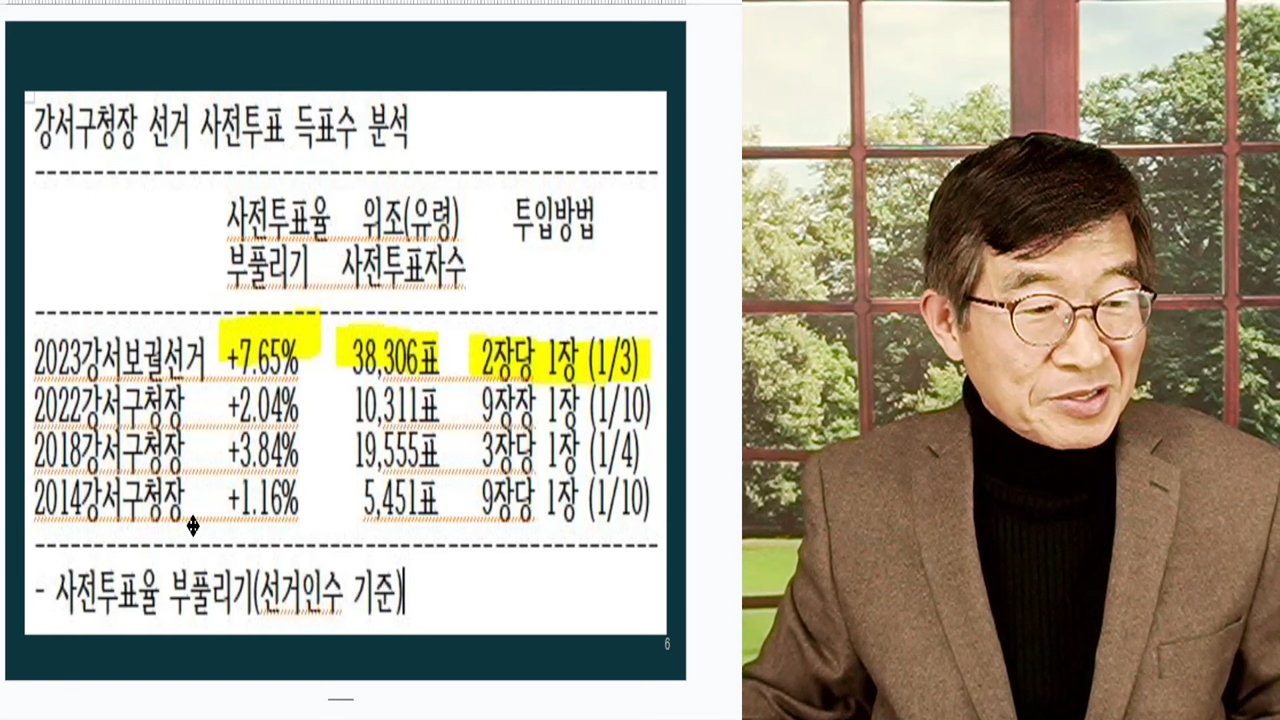 강서구청장 선거 사전투표 득표수 분석
사전투표율 위조(유령) 투입방법
부풀리기 사전투표자수
2023강서보궐선거 +7.65% 38,306표 2장당 1장 (1/3)
2022강서구청장 +2.04% 10,311표 9장장 1장 (1/10)
2018강서구청장 +3.84% 19,555표 3장당 1장 (1/4)
2014강서구청장 +1.16% 5,451표 9장당 1장 (1/10)
- 사전투표율 부풀리기(선거인수 기준)
6